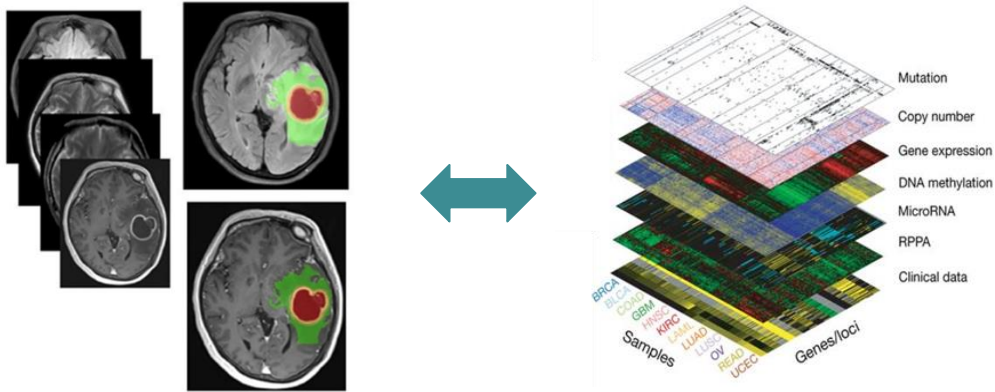 Mutation
Copy number
Gene expression
DNA methylation
MicroRNA
RPPA
Clinical data
BRCA
BLCA
COAD
GBM
HNSC
KIRC
LAML
LUAD
LUSC
OV
READ
UCEC
Samples
Genes/loci